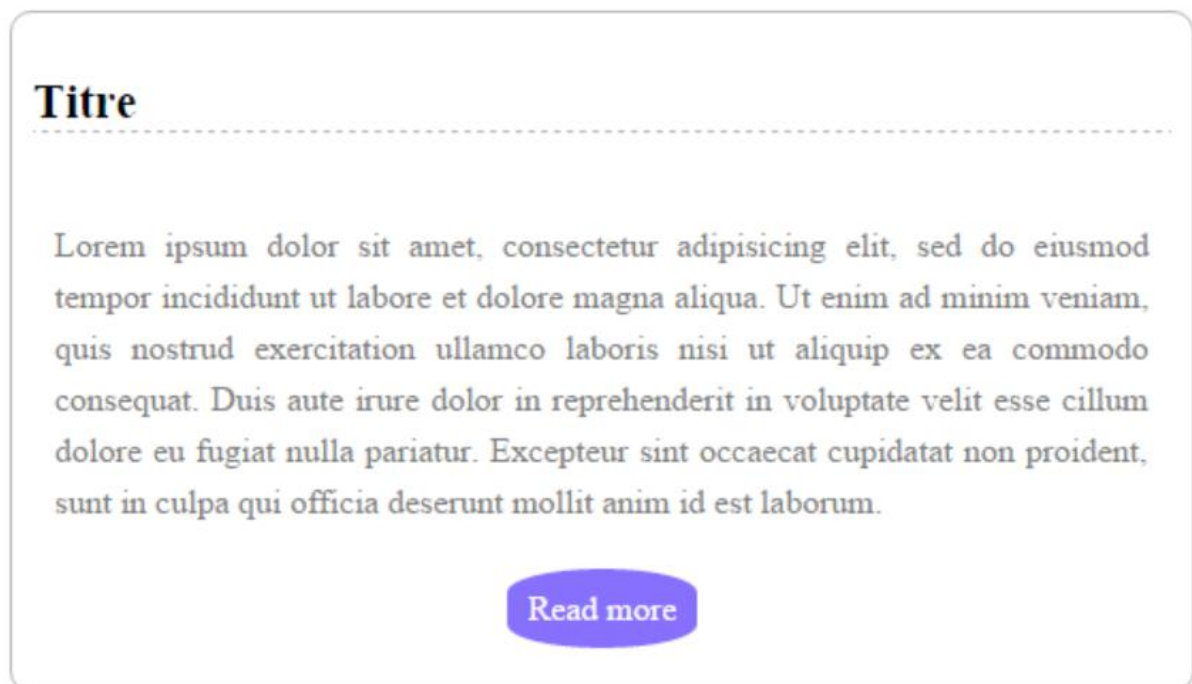 Titre
Lorem ipsum dolor sit amet, consectetur adipisicing elit, sed do eiusmod
tempor incididunt ut labore et dolore magna aliqua. Ut enim ad minim veniam,
quis nostrud exercitation ullamco laboris nisi ut aliquip ex ea commodo
consequat. Duis aute irure dolor in reprehenderit in voluptate velit esse cillum
dolore eu fugiat nulla pariatur. Excepteur sint occaecat cupidatat non proident,
sunt in culpa qui officia deserunt mollit anim id est laborum.
Read more